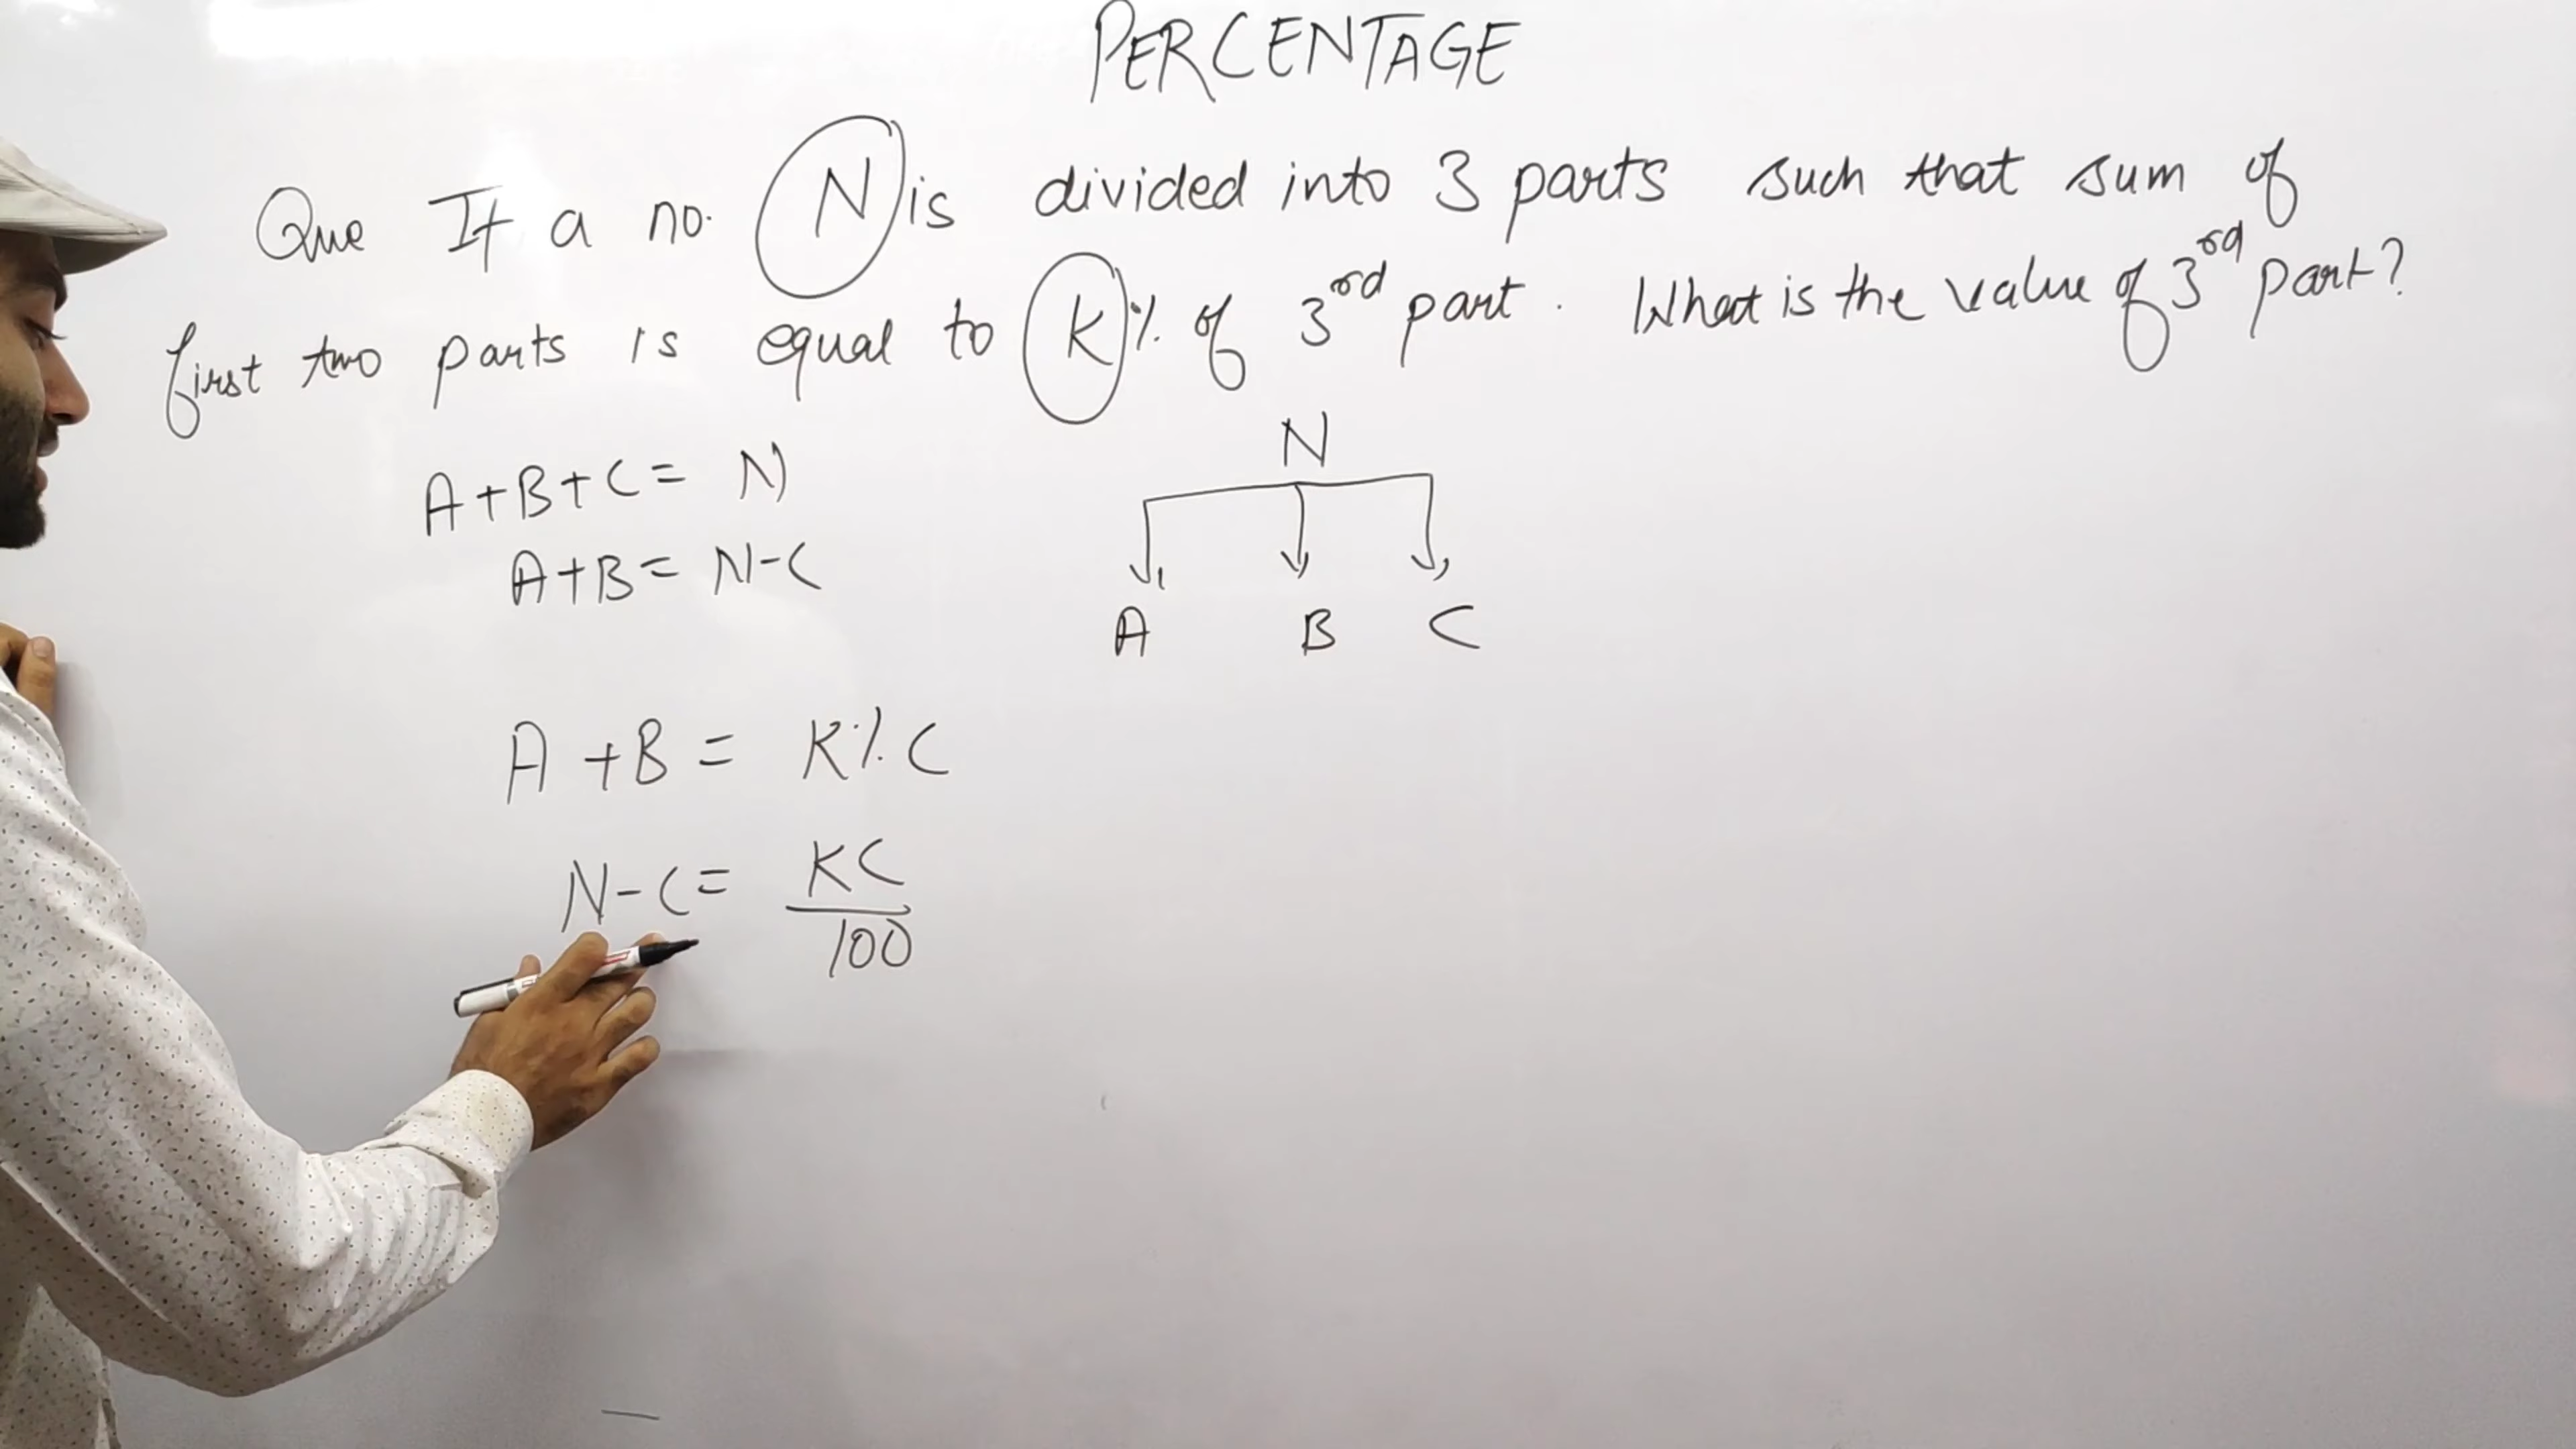 PERCENTAGE
Que If a no. N is divided into 3 parts such that sum of
first two parts is equal to K% of 3rd part. What is the value of 3rd part?
N
A+B+C= N
A+B= N-C
A B C
A+B= K% C
N-C= KC
100